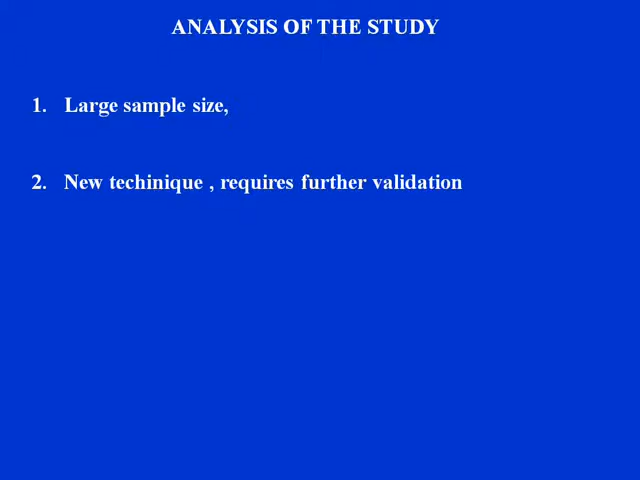 ANALYSIS OF THE STUDY
1. Large sample size,
2. New techinique , requires further validation